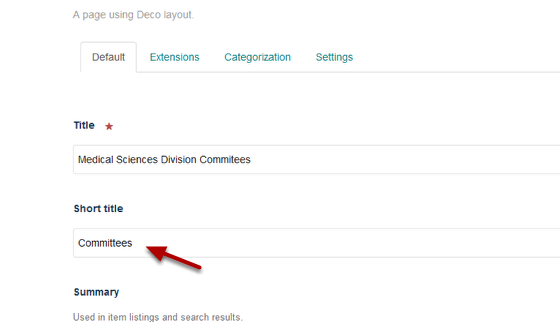 A page using Deco layout.
Default Extensions Categorization Settings
Title ★
Medical Sciences Division Commitees
Short title
Committees
Summary
Used in item listings and search results.